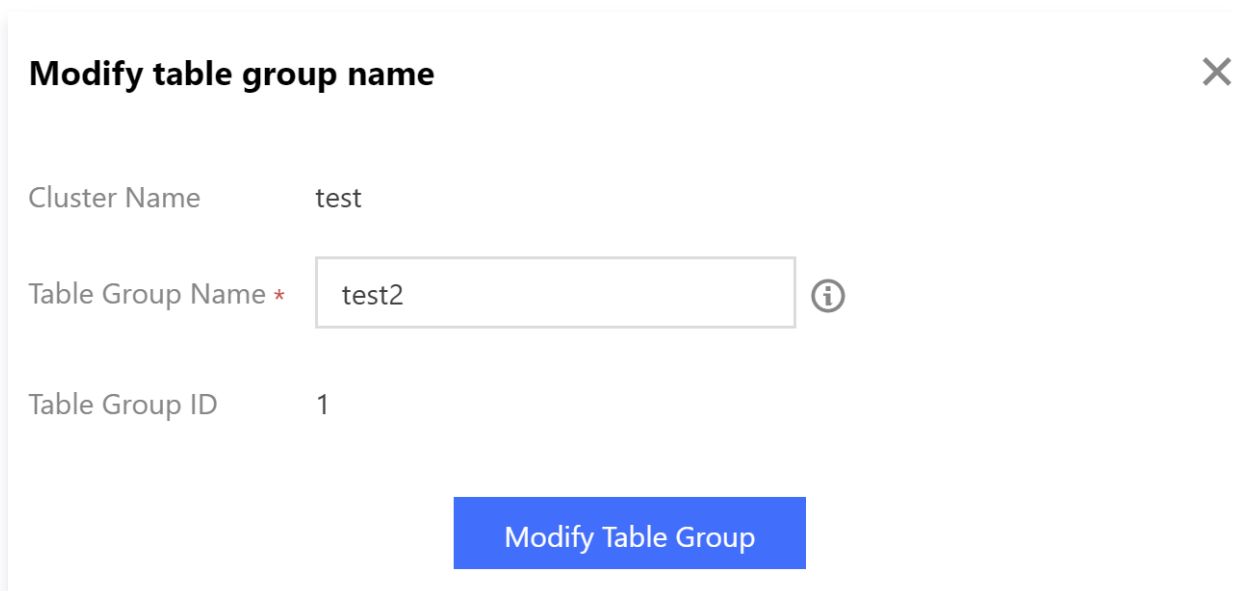 Modify table group name
Cluster Name test
Table Group Name * test2
Table Group ID 1
Modify Table Group